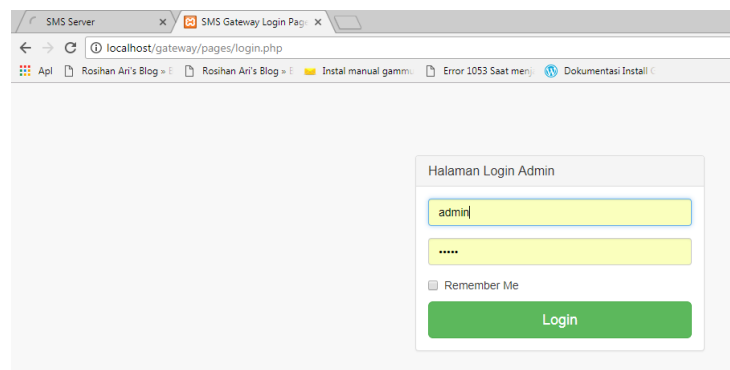 SMS Server
SMS Gateway Login Pag
localhost/gateway/pages/login.php
Apl Rosihan Ari's Blog » Rosihan Ari's Blog » Instal manual gammu Error 1053 Saat menj Dokumentasi Install
Halaman Login Admin
admin
•••••
Remember Me
Login